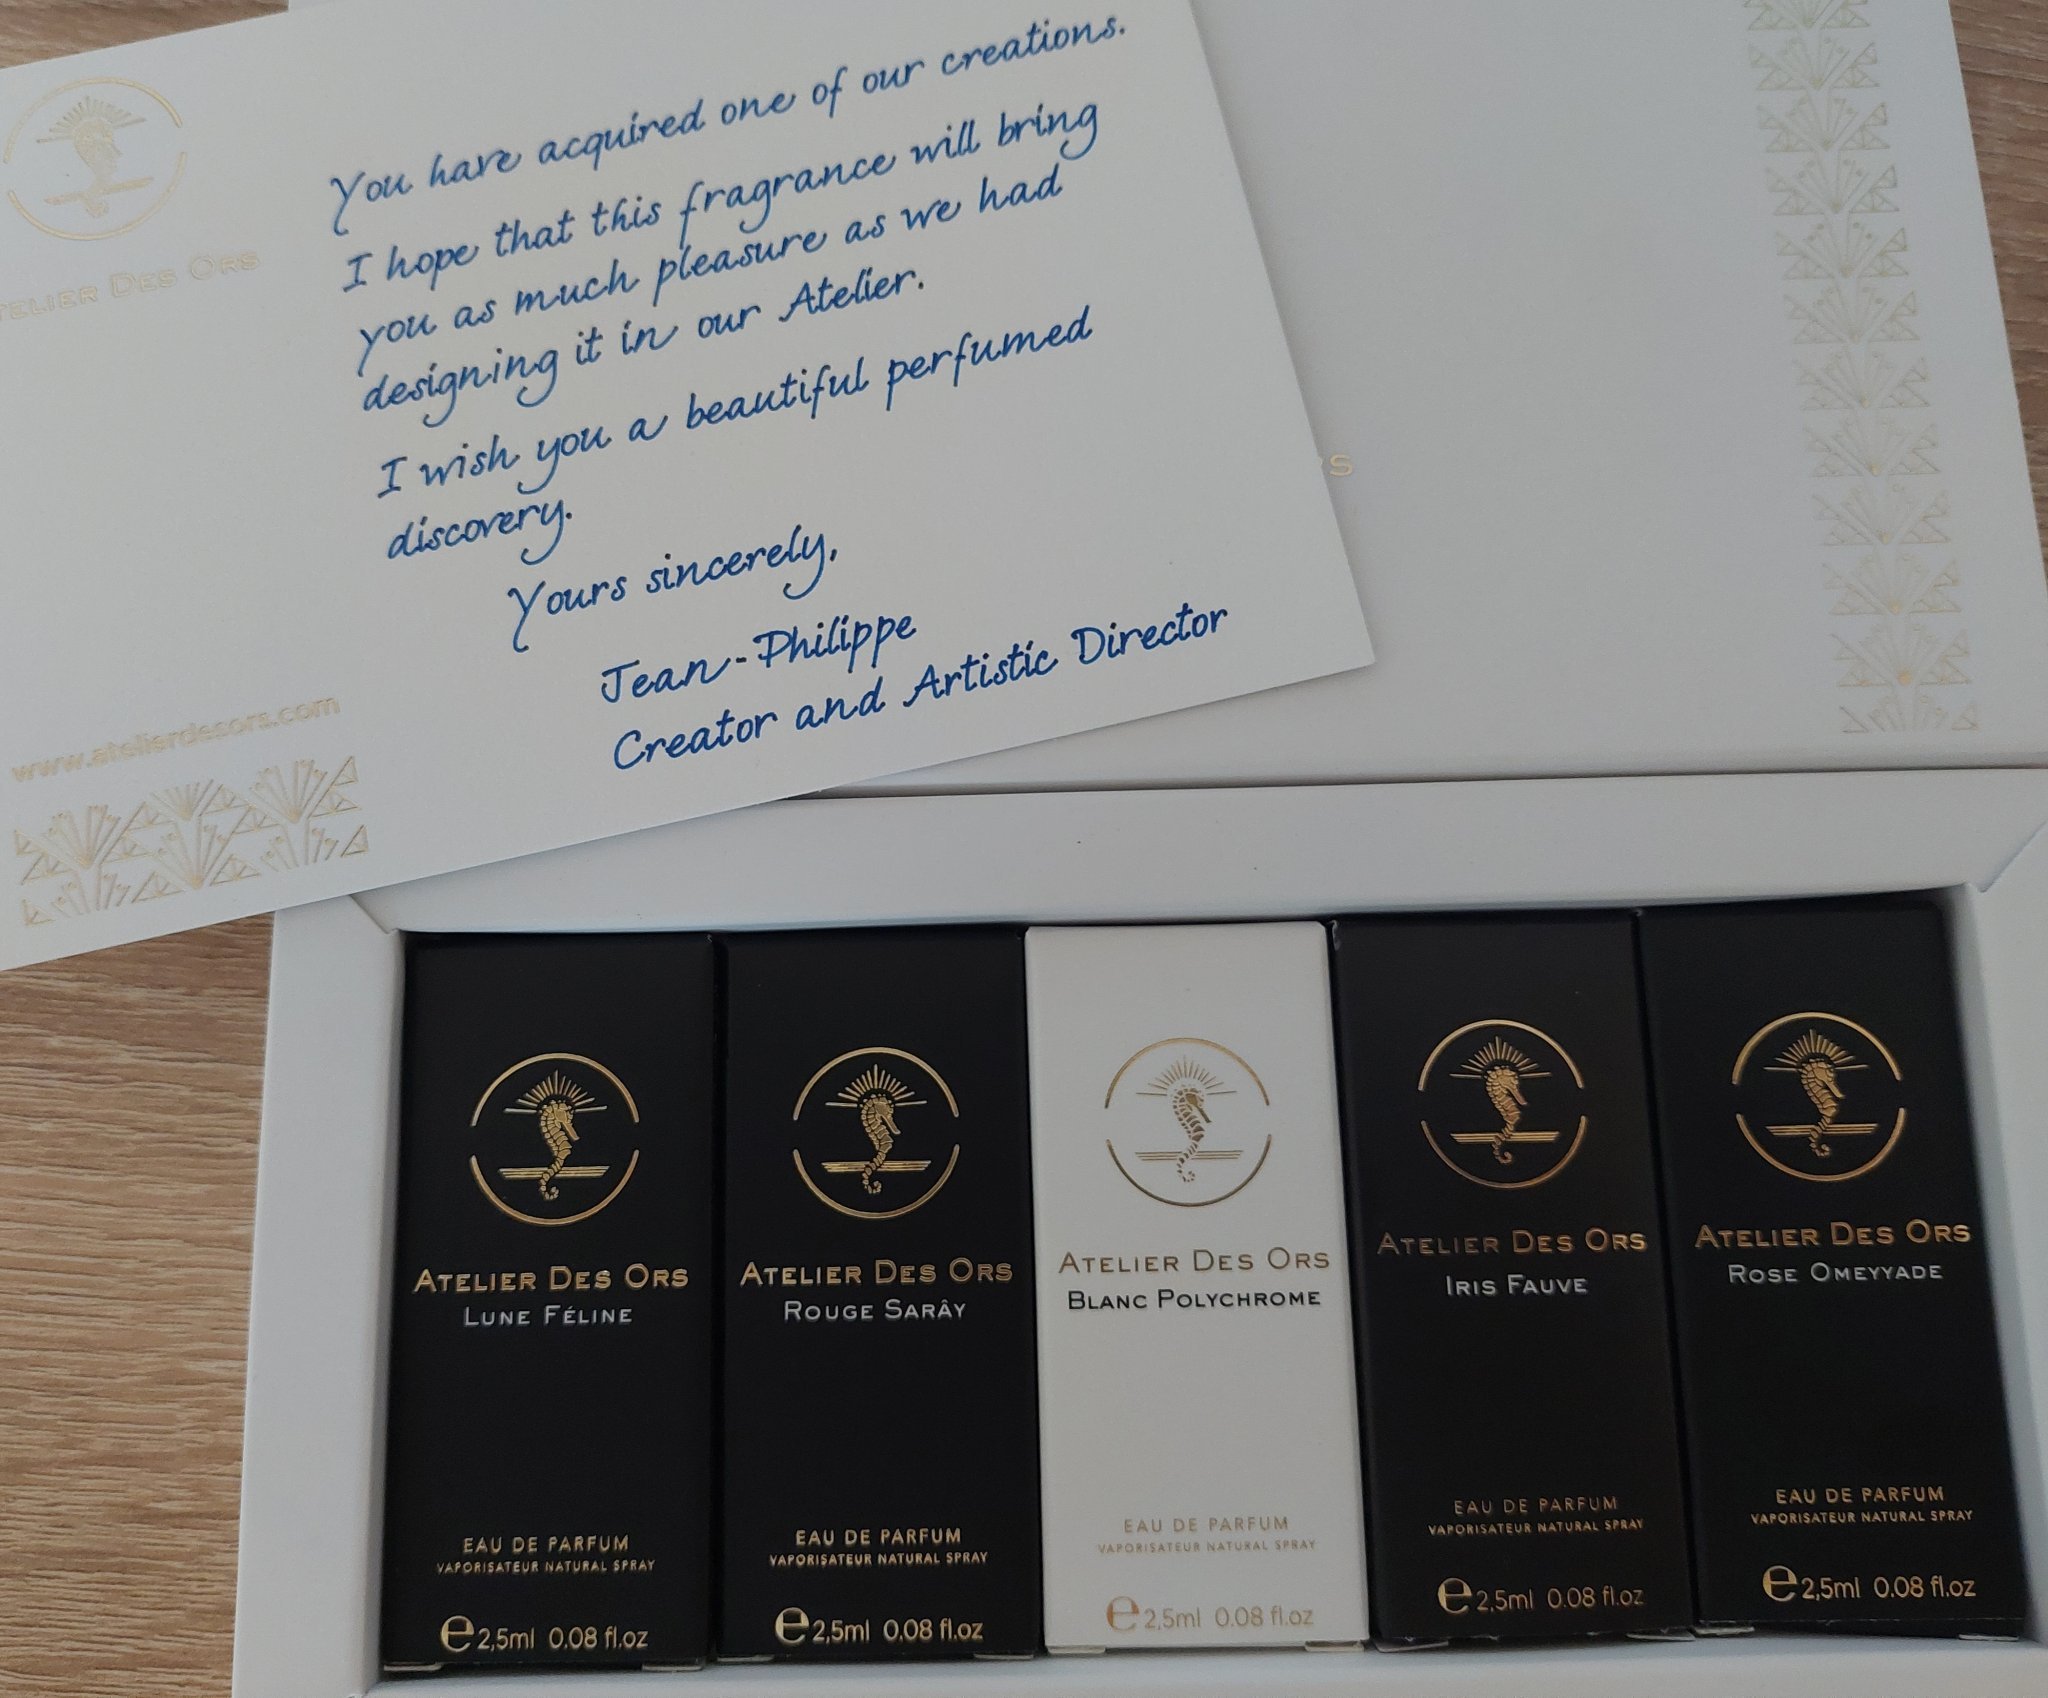 You have acquired one of our creations.
I hope that this fragrance will bring
you as much pleasure as we had
designing it in our Atelier.
I wish you a beautiful perfumed
discovery.
Yours sincerely,
Jean-Philippe
Creator and Artistic Director
TELIER DES ORS
www.atelierdesors.com
RS
ATELIER DES ORS
LUNE FÉLINE
EAU DE PARFUM
VAPORISATEUR NATURAL SPRAY
e 2,5ml 0.08 fl.oz
ATELIER DES ORS
ROUGE SARÂY
EAU DE PARFUM
VAPORISATEUR NATURAL SPRAY
e 2,5ml 0.08 fl.oz
ATELIER DES ORS
BLANC POLYCHROME
EAU DE PARFUM
VAPORISATEUR NATURAL SPRAY
e 2,5ml 0.08 fl.oz
ATELIER DES ORS
IRIS FAUVE
EAU DE PARFUM
VAPORISATEUR NATURAL SPRAY
e 2,5ml 0.08 fl.oz
ATELIER DES ORS
ROSE OMEYYADE
EAU DE PARFUM
VAPORISATEUR NATURAL SPRAY
e 2,5ml 0.08 fl.oz